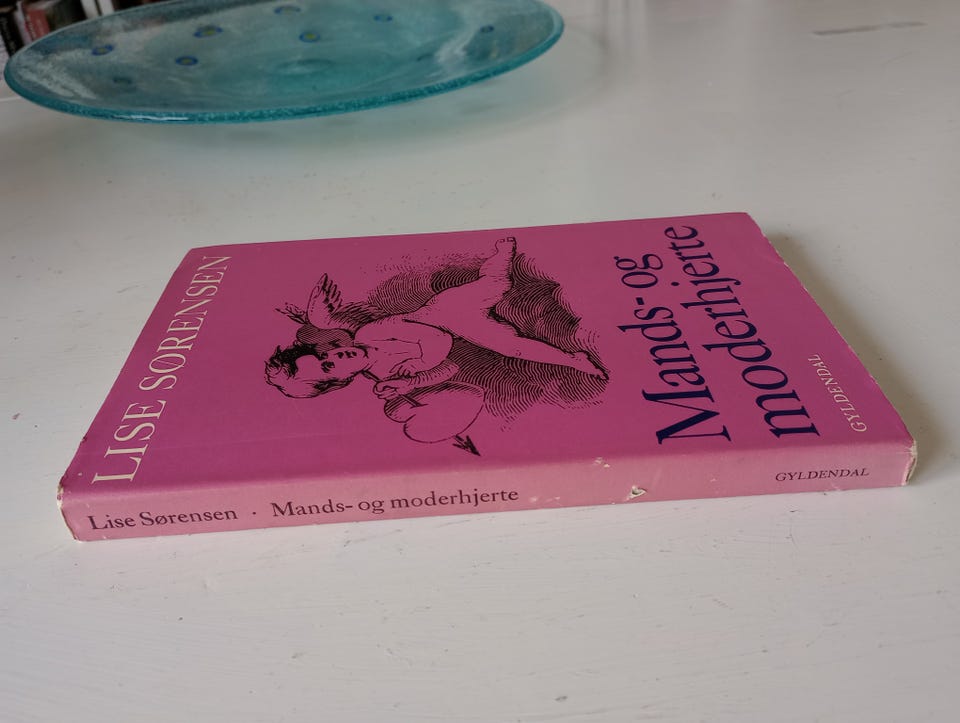 LISE SØRENSEN
Mands- og
moderhjerte
GYLDENDAL
Lise Sørensen · Mands- og moderhjerte
GYLDENDAL